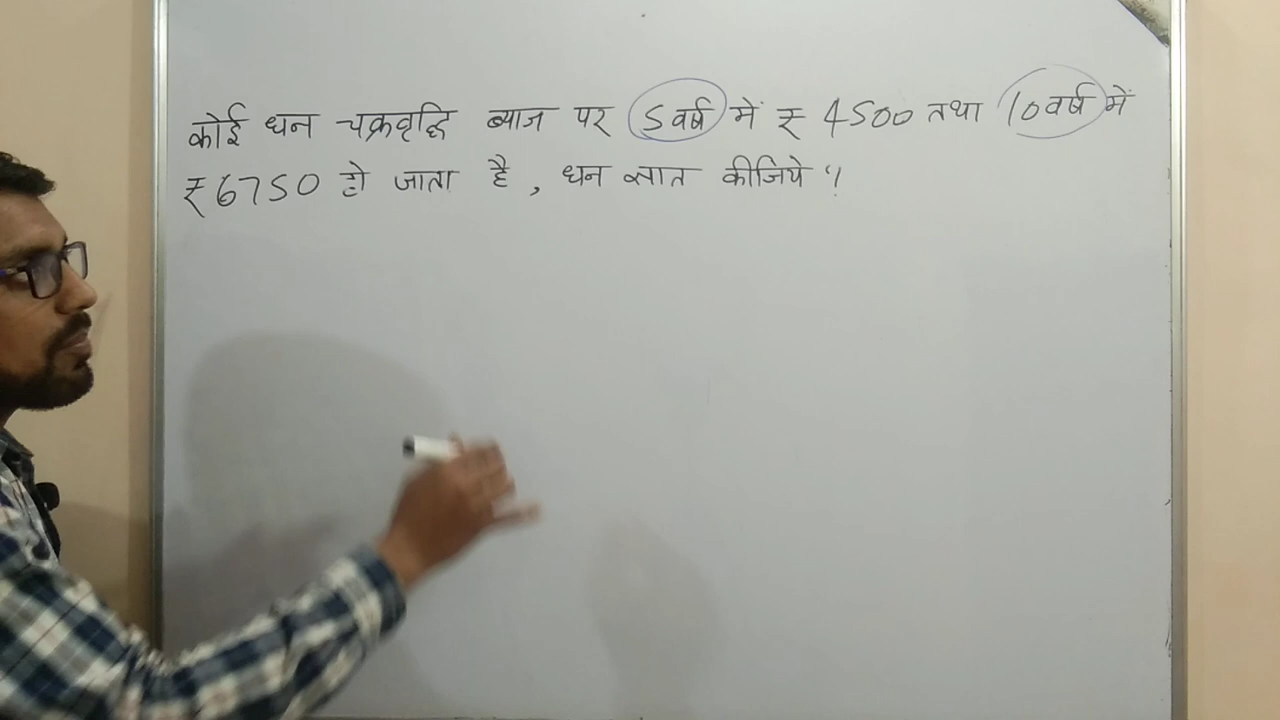 कोई धन चक्रवृद्धि ब्याज पर 5 वर्ष में ₹ 4500 तथा 10 वर्ष में
₹6750 हो जाता है , धन ज्ञात कीजिये ?